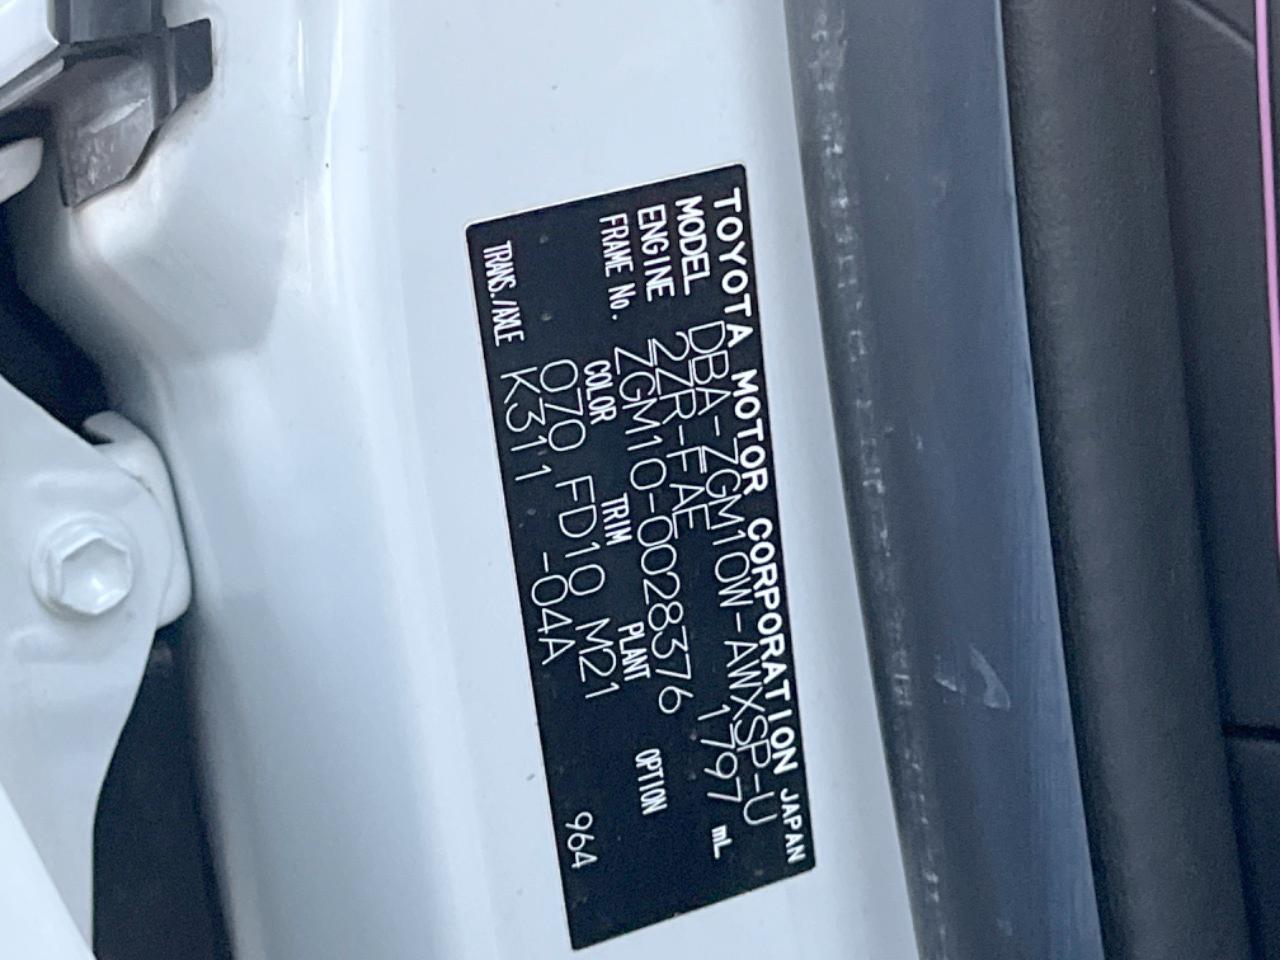 TOYOTA MOTOR CORPORATION JAPAN
MODEL DBA-ZGM10W-AWXSP-U
ENGINE 2ZR-FAE 1797 mL
FRAME No. ZGM10-0028376
COLOR TRIM PLANT OPTION
070 FD10 M21
TRANS./AXLE K311 -04A 964